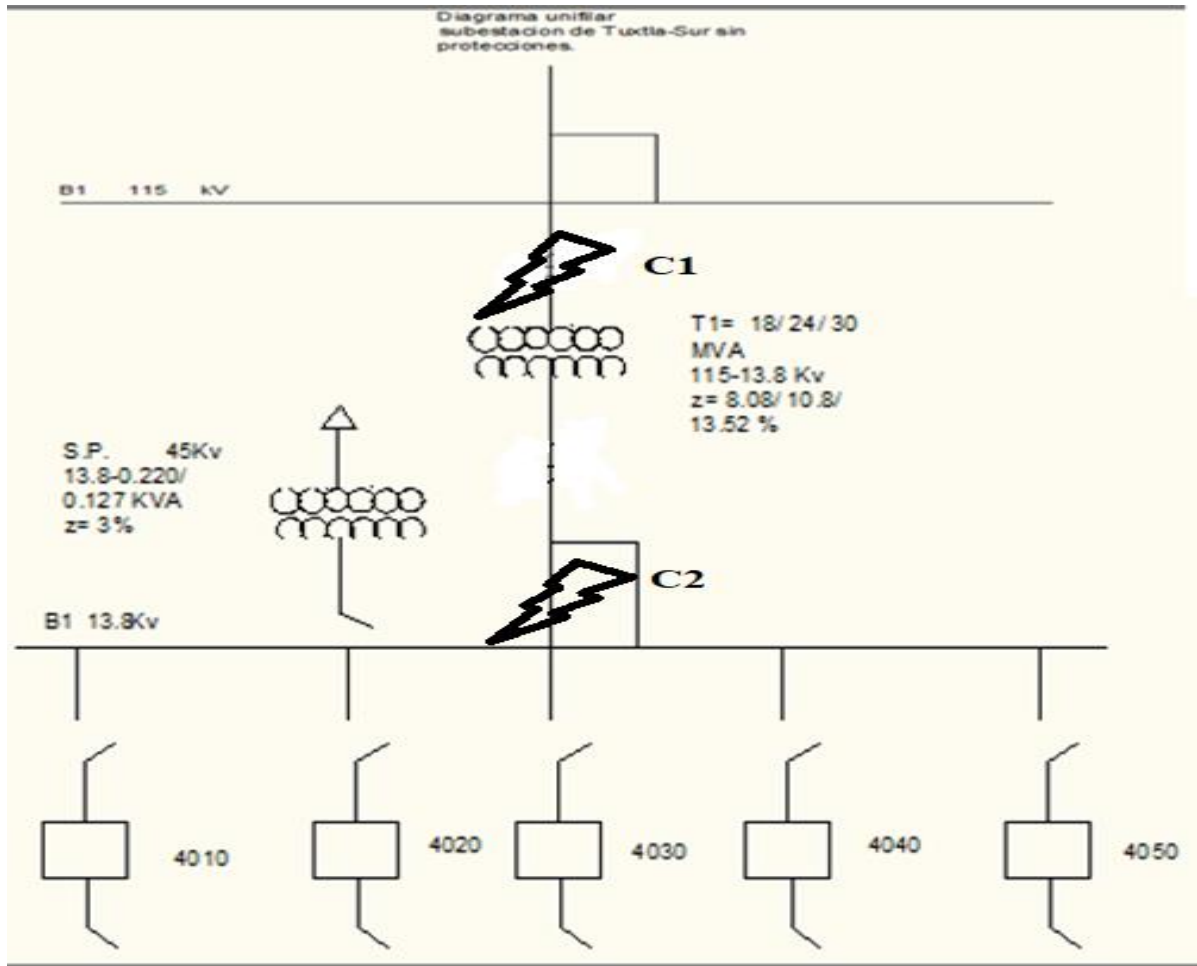 Diagrama unifilar
subestacion de Tuxtla-Sur sin
protecciones.
B1 115 kV
C1
T1= 18/ 24/ 30
MVA
115-13.8 Kv
z= 8.08/ 10.8/
13.52 %
S.P. 45Kv
13.8-0.220/
0.127 KVA
z= 3%
C2
B1 13.8Kv
4010
4020
4030
4040
4050